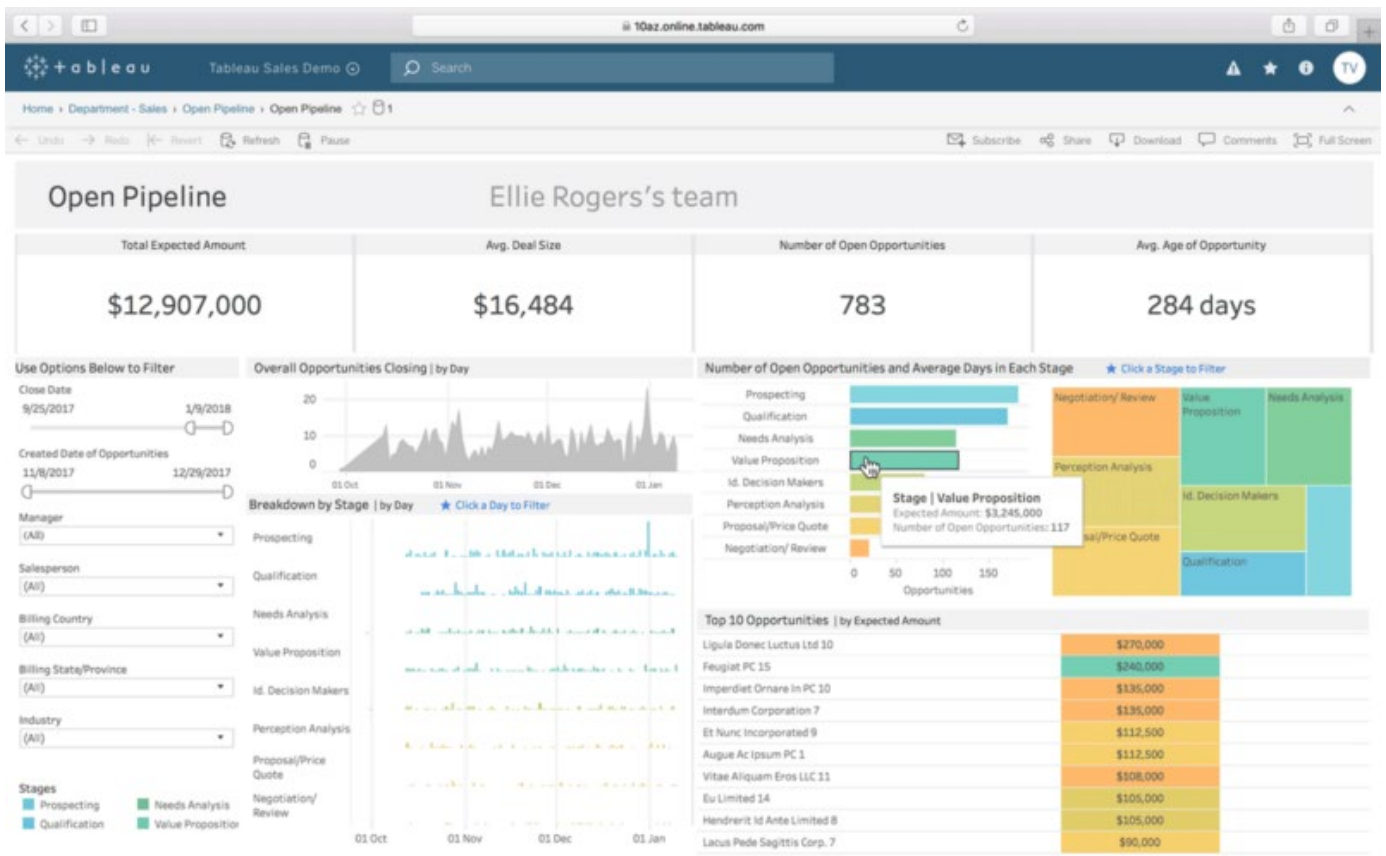 10az.online.tableau.com
+ a b | e a u
Tableau Sales Demo
Search
TV
Home › Department - Sales › Open Pipeline › Open Pipeline
1
Undo
Redo
Revert
Refresh
Pause
Subscribe
Share
Download
Comments
Full Screen
Open Pipeline
Ellie Rogers's team
Total Expected Amount
Avg. Deal Size
Number of Open Opportunities
Avg. Age of Opportunity
$12,907,000
$16,484
783
284 days
Use Options Below to Filter
Close Date
9/25/2017
1/9/2018
Created Date of Opportunities
11/8/2017
12/29/2017
Manager
(All)
Salesperson
(All)
Billing Country
(All)
Billing State/Province
(All)
Industry
(All)
Stages
Prospecting
Needs Analysis
Qualification
Value Proposition
Overall Opportunities Closing | by Day
20
10
0
01 Oct
01 Nov
01 Dec
01 Jan
Breakdown by Stage | by Day
★ Click a Day to Filter
Prospecting
Qualification
Needs Analysis
Value Proposition
Id. Decision Makers
Perception Analysis
Proposal/Price
Quote
Negotiation/
Review
01 Oct
01 Nov
01 Dec
01 Jan
Number of Open Opportunities and Average Days in Each Stage
★ Click a Stage to Filter
Prospecting
Qualification
Needs Analysis
Value Proposition
Id. Decision Makers
Perception Analysis
Proposal/Price Quote
Negotiation/ Review
0
50
100
150
Opportunities
Stage | Value Proposition
Expected Amount: $3,245,000
Number of Open Opportunities: 117
Negotiation/ Review
Value
Proposition
Needs Analysis
Perception Analysis
Id. Decision Makers
sal/Price Quote
Qualification
Top 10 Opportunities | by Expected Amount
Ligula Donec Luctus Ltd 10
$270,000
Feugiat PC 15
$240,000
Imperdiet Ornare In PC 10
$135,000
Interdum Corporation 7
$135,000
Et Nunc Incorporated 9
$112,500
Augue Ac Ipsum PC 1
$112,500
Vitae Aliquam Eros LLC 11
$108,000
Eu Limited 14
$105,000
Hendrerit Id Ante Limited 8
$105,000
Lacus Pede Sagittis Corp. 7
$90,000